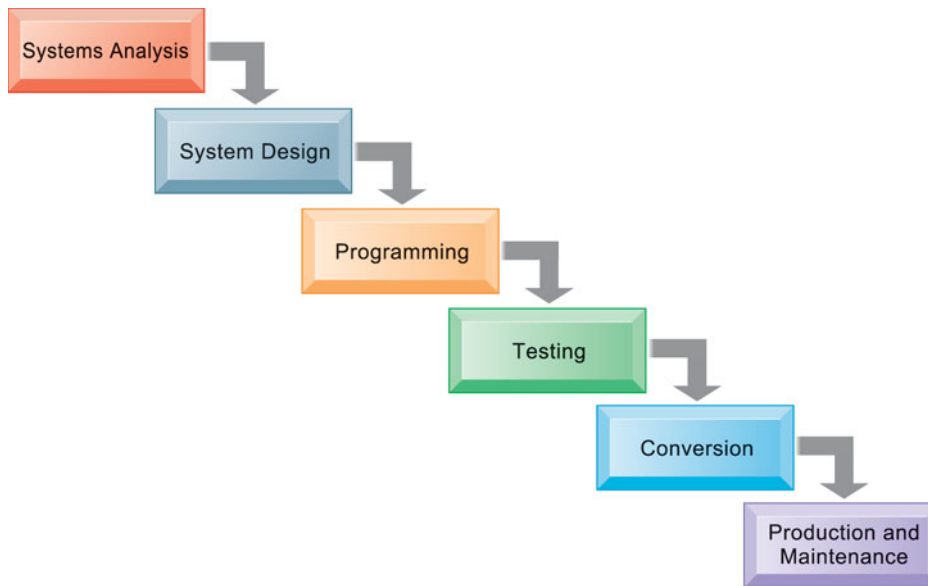 Systems Analysis
System Design
Programming
Testing
Conversion
Production and
Maintenance